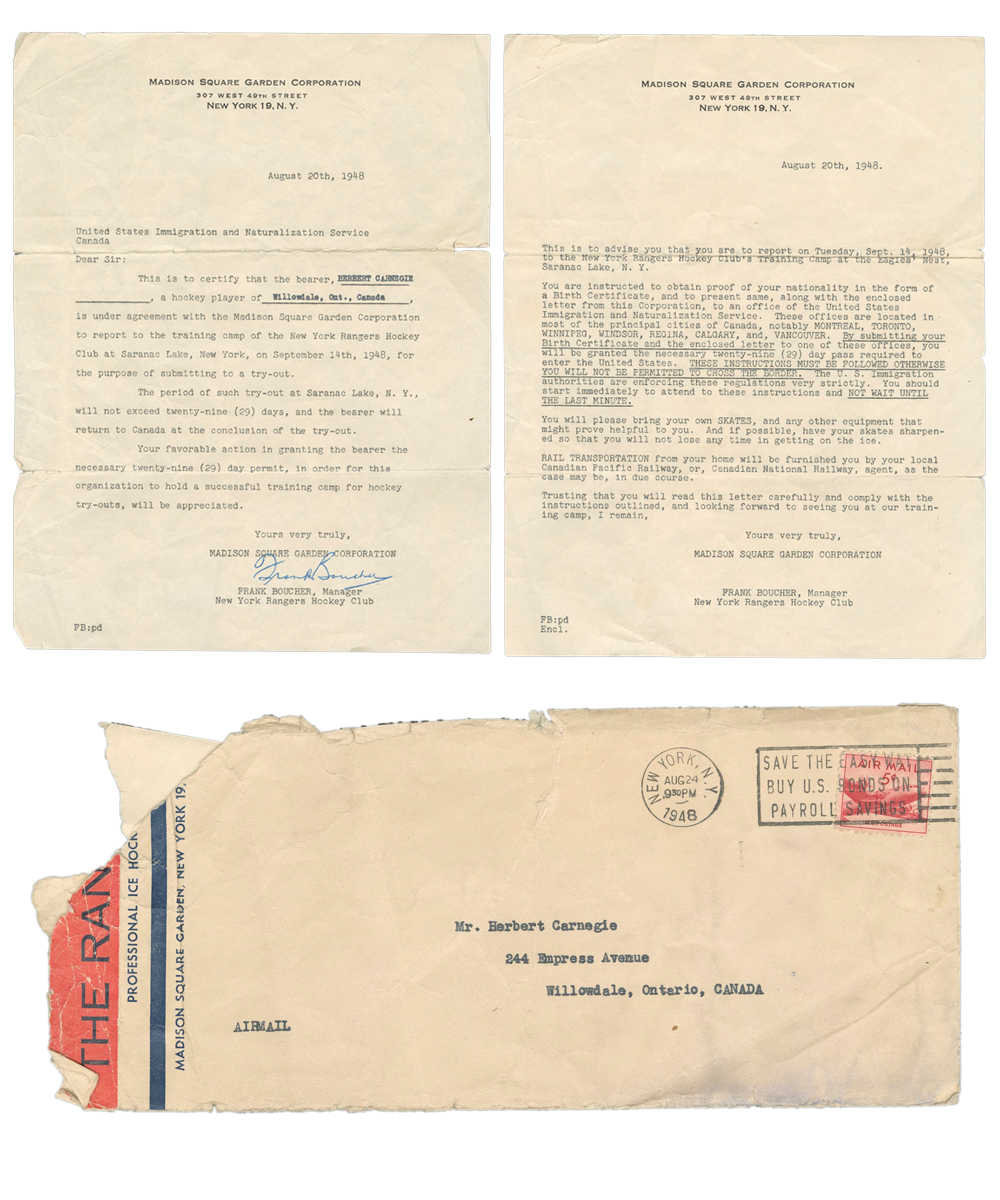 MADISON SQUARE GARDEN CORPORATION
307 WEST 49TH STREET
NEW YORK 19, N. Y.
August 20th, 1948
United States Immigration and Naturalization Service
Canada
Dear Sir:
This is to certify that the bearer, HERBERT CARNEGIE
, a hockey player of Willowdale, Ont., Canada ,
is under agreement with the Madison Square Garden Corporation
to report to the training camp of the New York Rangers Hockey
Club at Saranac Lake, New York, on September 14th, 1948, for
the purpose of submitting to a try-out.
The period of such try-out at Saranac Lake, N. Y.,
will not exceed twenty-nine (29) days, and the bearer will
return to Canada at the conclusion of the try-out.
Your favorable action in granting the bearer the
necessary twenty-nine (29) day permit, in order for this
organization to hold a successful training camp for hockey
try-outs, will be appreciated.
Yours very truly,
MADISON SQUARE GARDEN CORPORATION
Frank Boucher
FRANK BOUCHER, Manager
New York Rangers Hockey Club
FB:pd
MADISON SQUARE GARDEN CORPORATION
307 WEST 49TH STREET
NEW YORK 19, N. Y.
August 20th, 1948.
This is to advise you that you are to report on Tuesday, Sept. 14, 1948,
to the New York Rangers Hockey Club's Training Camp at the Eagles' Nest,
Saranac Lake, N. Y.
You are instructed to obtain proof of your nationality in the form of
a Birth Certificate, and to present same, along with the enclosed
letter from this Corporation, to an office of the United States
Immigration and Naturalization Service. These offices are located in
most of the principal cities of Canada, notably MONTREAL, TORONTO,
WINNIPEG, WINDSOR, REGINA, CALGARY, and, VANCOUVER. By submitting your
Birth Certificate and the enclosed letter to one of these offices, you
will be granted the necessary twenty-nine (29) day pass required to
enter the United States. THESE INSTRUCTIONS MUST BE FOLLOWED OTHERWISE
YOU WILL NOT BE PERMITTED TO CROSS THE BORDER. The U. S. Immigration
authorities are enforcing these regulations very strictly. You should
start immediately to attend to these instructions and NOT WAIT UNTIL
THE LAST MINUTE.
You will please bring your own SKATES, and any other equipment that
might prove helpful to you. And if possible, have your skates sharpen-
ed so that you will not lose any time in getting on the ice.
RAIL TRANSPORTATION from your home will be furnished you by your local
Canadian Pacific Railway, or, Canadian National Railway, agent, as the
case may be, in due course.
Trusting that you will read this letter carefully and comply with the
instructions outlined, and looking forward to seeing you at our train-
ing camp, I remain,
Yours very truly,
MADISON SQUARE GARDEN CORPORATION
FRANK BOUCHER, Manager
New York Rangers Hockey Club
FB:pd
Encl.
THE RAN
PROFESSIONAL ICE HOCK
MADISON SQUARE GARDEN, NEW YORK 19,
NEW YORK, N.Y.
AUG 24
930 PM
1948
SAVE THE EASY WAY
BUY U.S. BONDS ON
PAYROLL SAVINGS
AIR MAIL
5¢
Mr. Herbert Carnegie
244 Empress Avenue
Willowdale, Ontario, CANADA
AIRMAIL